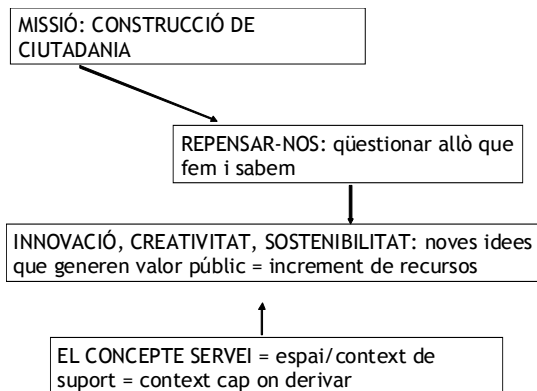 MISSIÓ: CONSTRUCCIÓ DE
CIUTADANIA
REPENSAR-NOS: qüestionar allò que
fem i sabem
INNOVACIÓ, CREATIVITAT, SOSTENIBILITAT: noves idees
que generen valor públic = increment de recursos
EL CONCEPTE SERVEI = espai/context de
suport = context cap on derivar